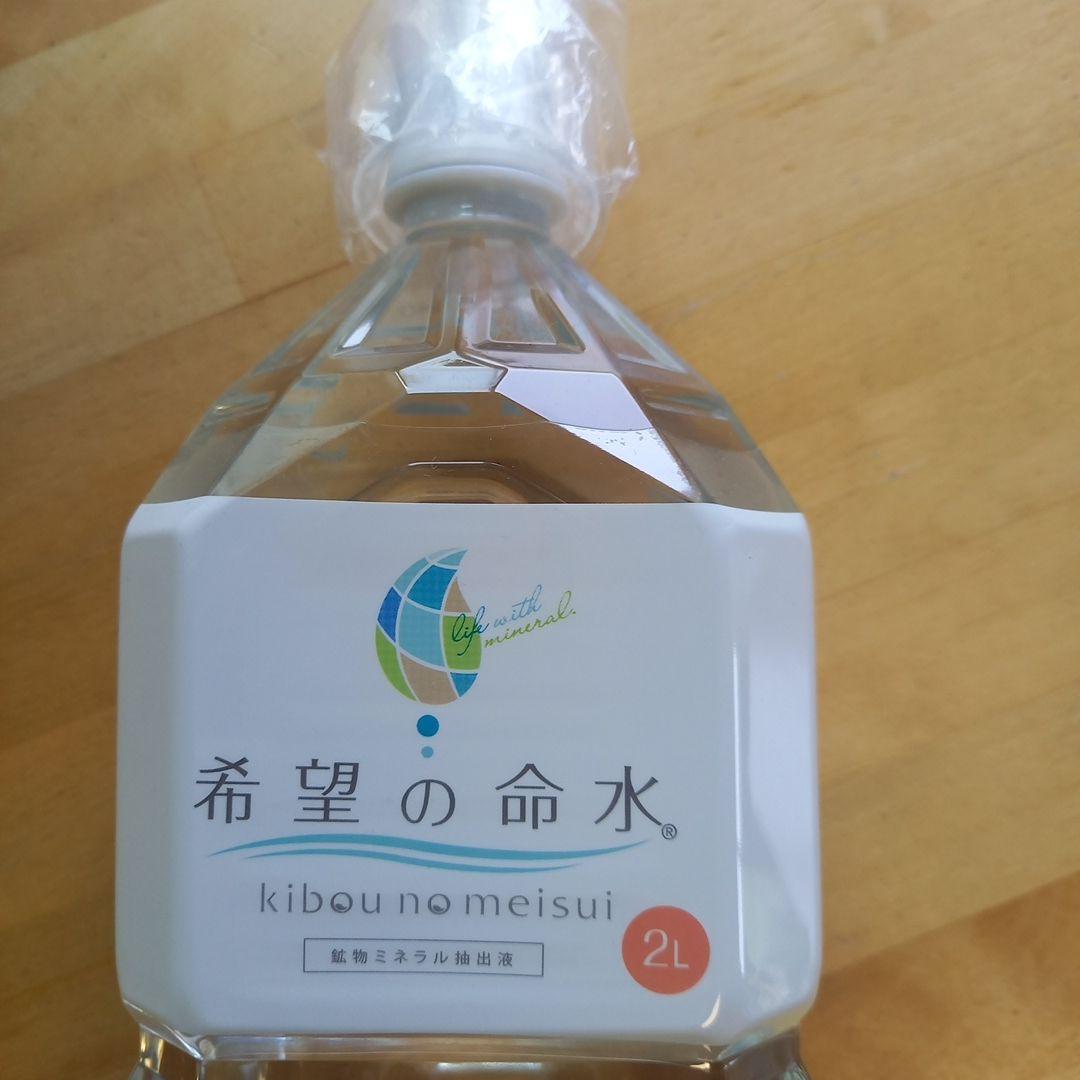 life with
mineral.
希望の命水®
kibou no meisui
鉱物ミネラル抽出液
2L